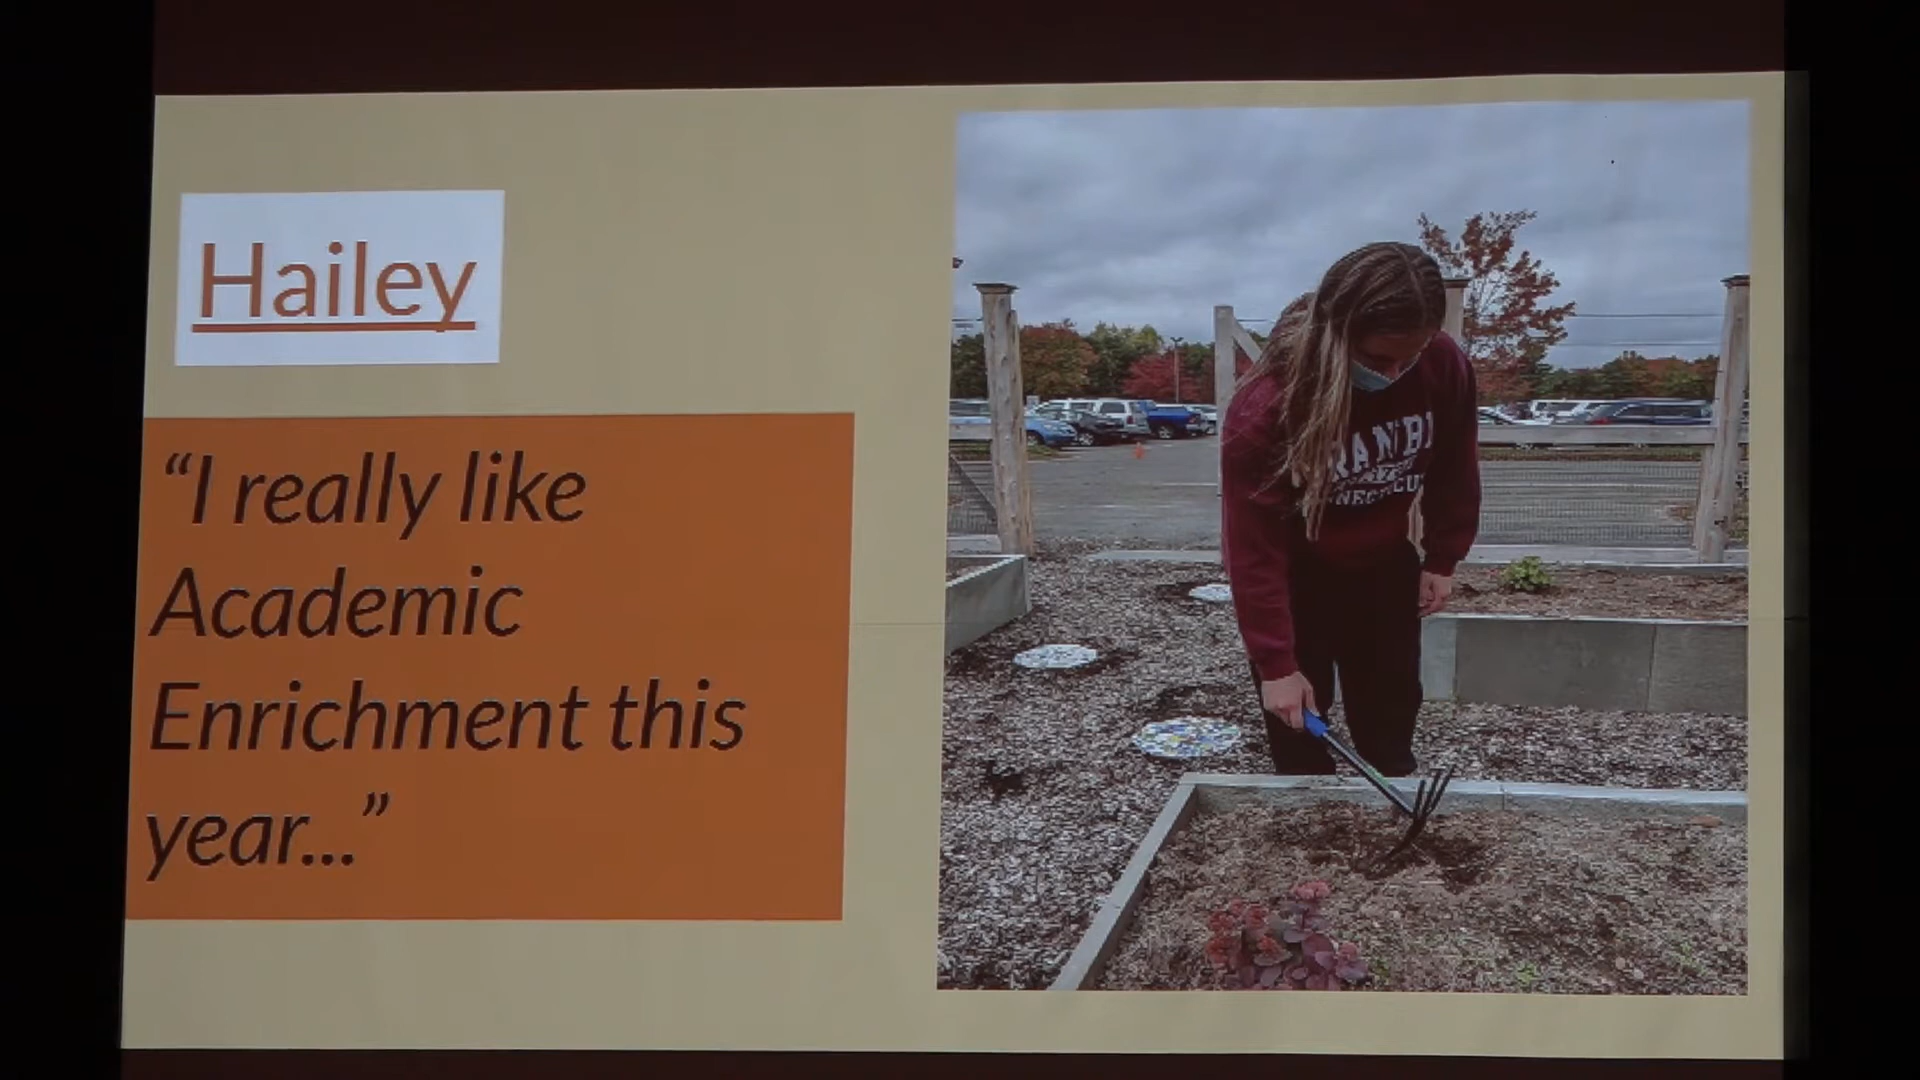 Hailey
“I really like
Academic
Enrichment this
year...”